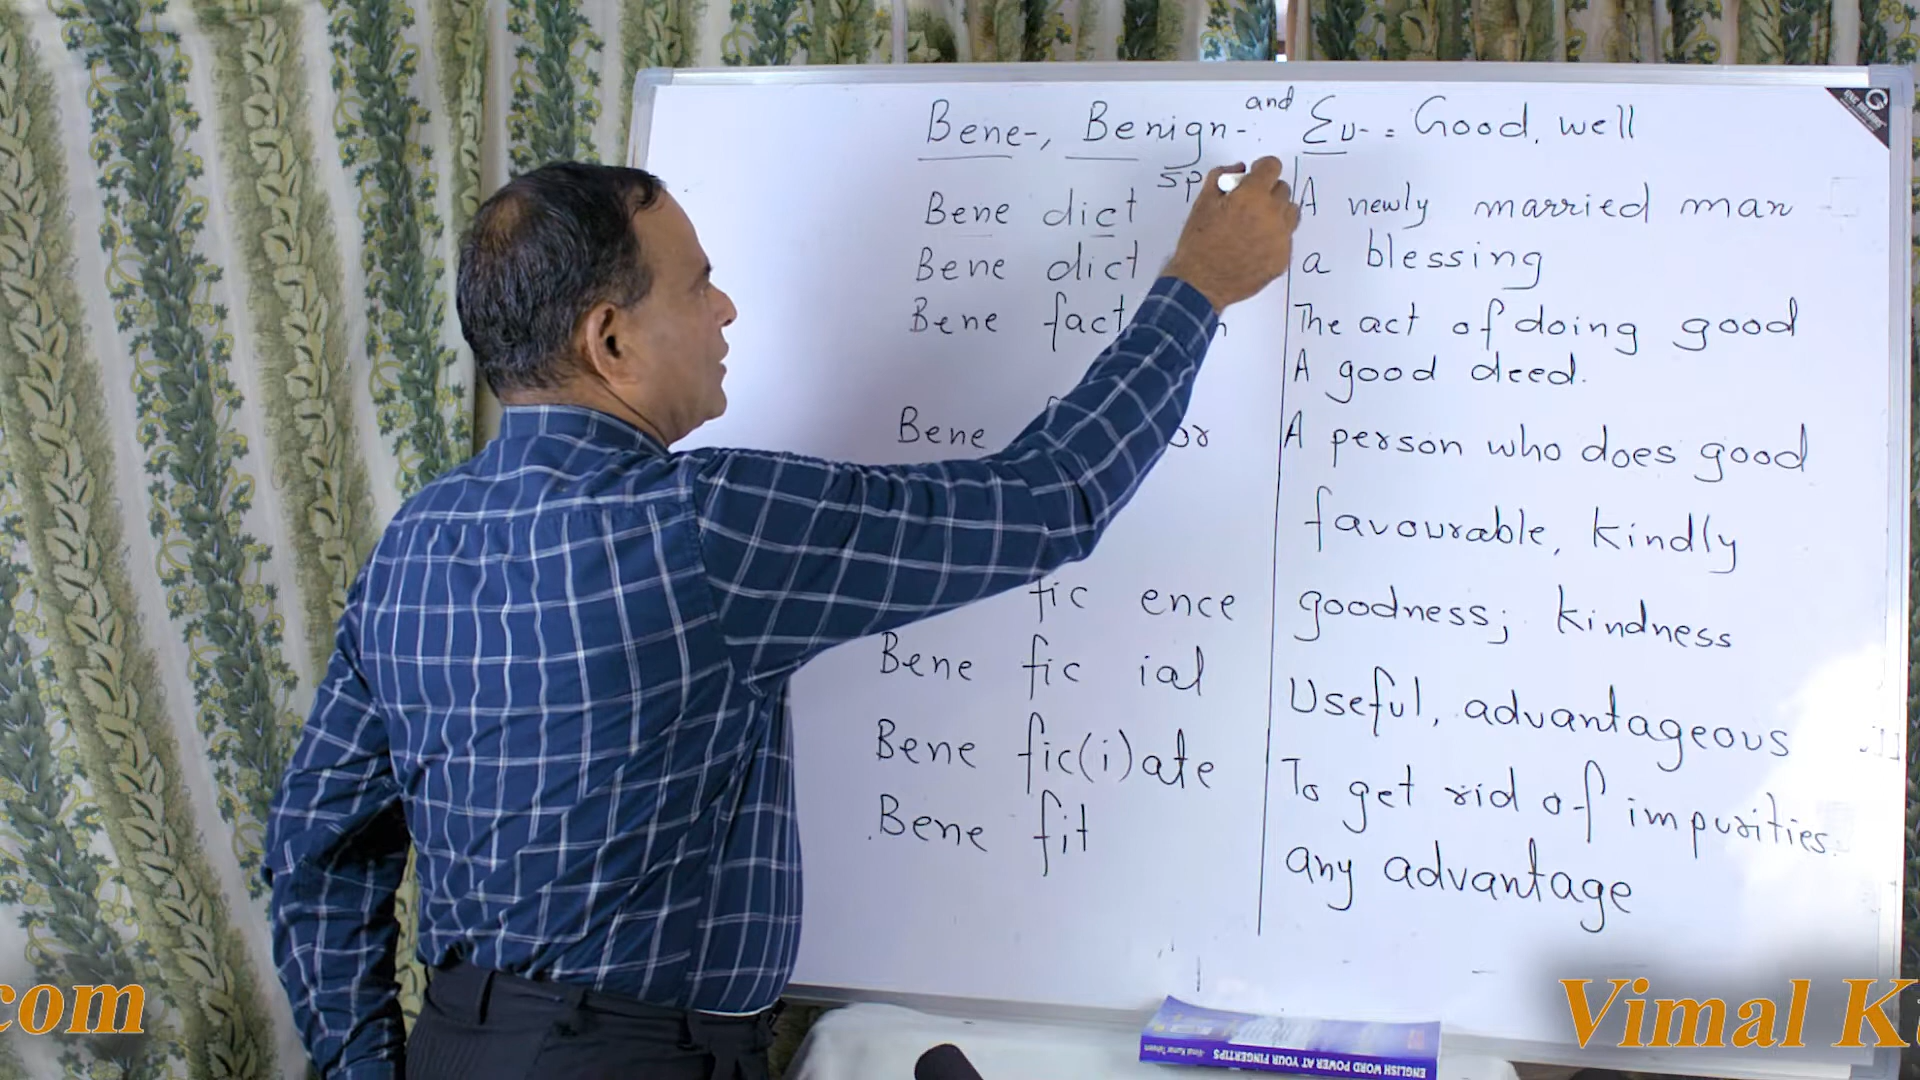 Bene-, Benign- and Eu- = Good, well
sp
Bene dict A newly married man
Bene dict a blessing
Bene fact The act of doing good
A good deed.
Bene or A person who does good
favourable, kindly
fic ence goodness; kindness
Bene fic ial Useful, advantageous
Bene fic(i)ate To get rid of impurities.
Bene fit any advantage
com
Vimal K
ENGLISH WORD POWER AT YOUR FINGERTIPS